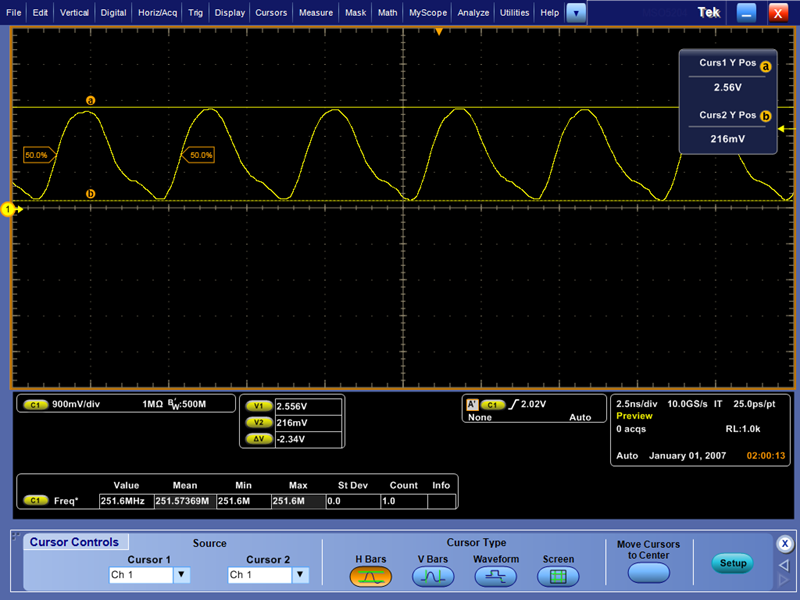 File Edit Vertical Digital Horiz/Acq Trig Display Cursors Measure Mask Math MyScope Analyze Utilities Help Tek X
Curs1 Y Pos a
2.56V
Curs2 Y Pos b
216mV
a
50.0% 50.0%
b
1
C1 900mV/div 1MΩ BW:500M
V1 2.556V
V2 216mV
ΔV -2.34V
A' C1 2.02V
None Auto
2.5ns/div 10.0GS/s IT 25.0ps/pt
Preview
0 acqs RL:1.0k
Auto January 01, 2007 02:00:13
Value Mean Min Max St Dev Count Info
C1 Freq* 251.6MHz 251.57369M 251.6M 251.6M 0.0 1.0
Cursor Controls
Source
Cursor 1 Cursor 2
Ch 1 Ch 1
Cursor Type
H Bars V Bars Waveform Screen
Move Cursors
to Center
Setup
X